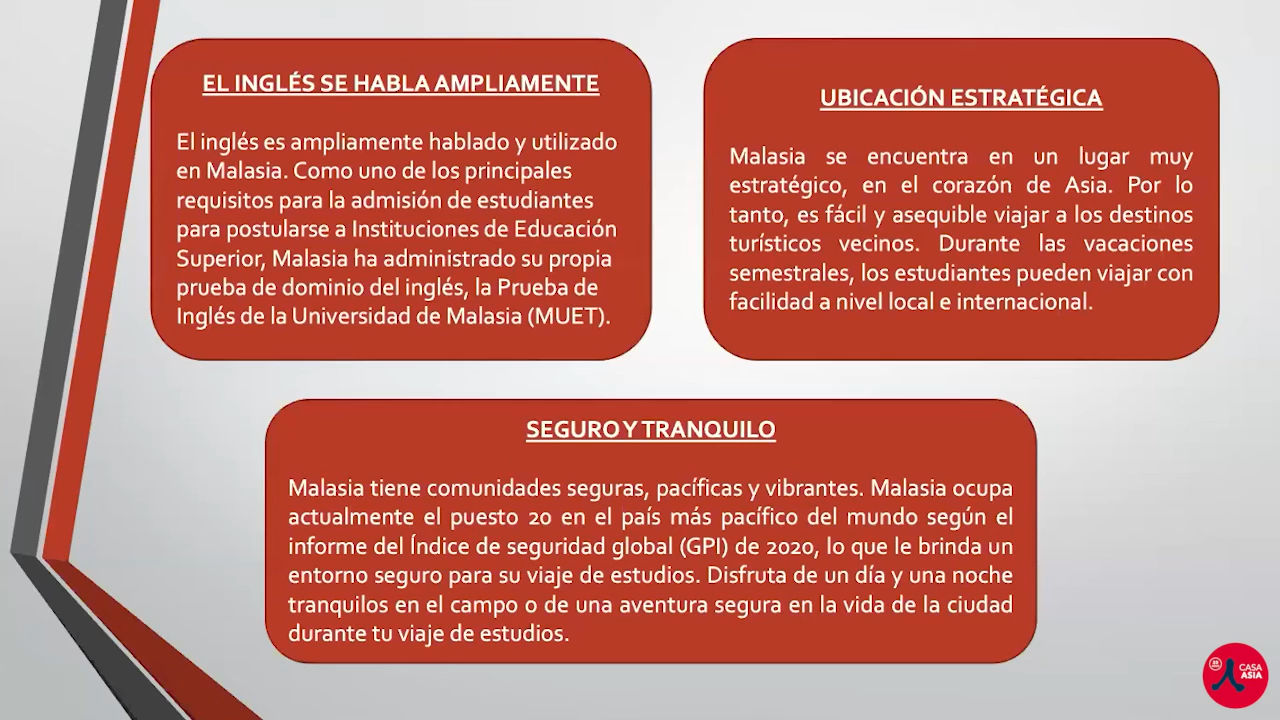 EL INGLÉS SE HABLA AMPLIAMENTE
El inglés es ampliamente hablado y utilizado
en Malasia. Como uno de los principales
requisitos para la admisión de estudiantes
para postularse a Instituciones de Educación
Superior, Malasia ha administrado su propia
prueba de dominio del inglés, la Prueba de
Inglés de la Universidad de Malasia (MUET).
UBICACIÓN ESTRATÉGICA
Malasia se encuentra en un lugar muy
estratégico, en el corazón de Asia. Por lo
tanto, es fácil y asequible viajar a los destinos
turísticos vecinos. Durante las vacaciones
semestrales, los estudiantes pueden viajar con
facilidad a nivel local e internacional.
SEGURO Y TRANQUILO
Malasia tiene comunidades seguras, pacíficas y vibrantes. Malasia ocupa
actualmente el puesto 20 en el país más pacífico del mundo según el
informe del Índice de seguridad global (GPI) de 2020, lo que le brinda un
entorno seguro para su viaje de estudios. Disfruta de un día y una noche
tranquilos en el campo o de una aventura segura en la vida de la ciudad
durante tu viaje de estudios.
CASA
ASIA